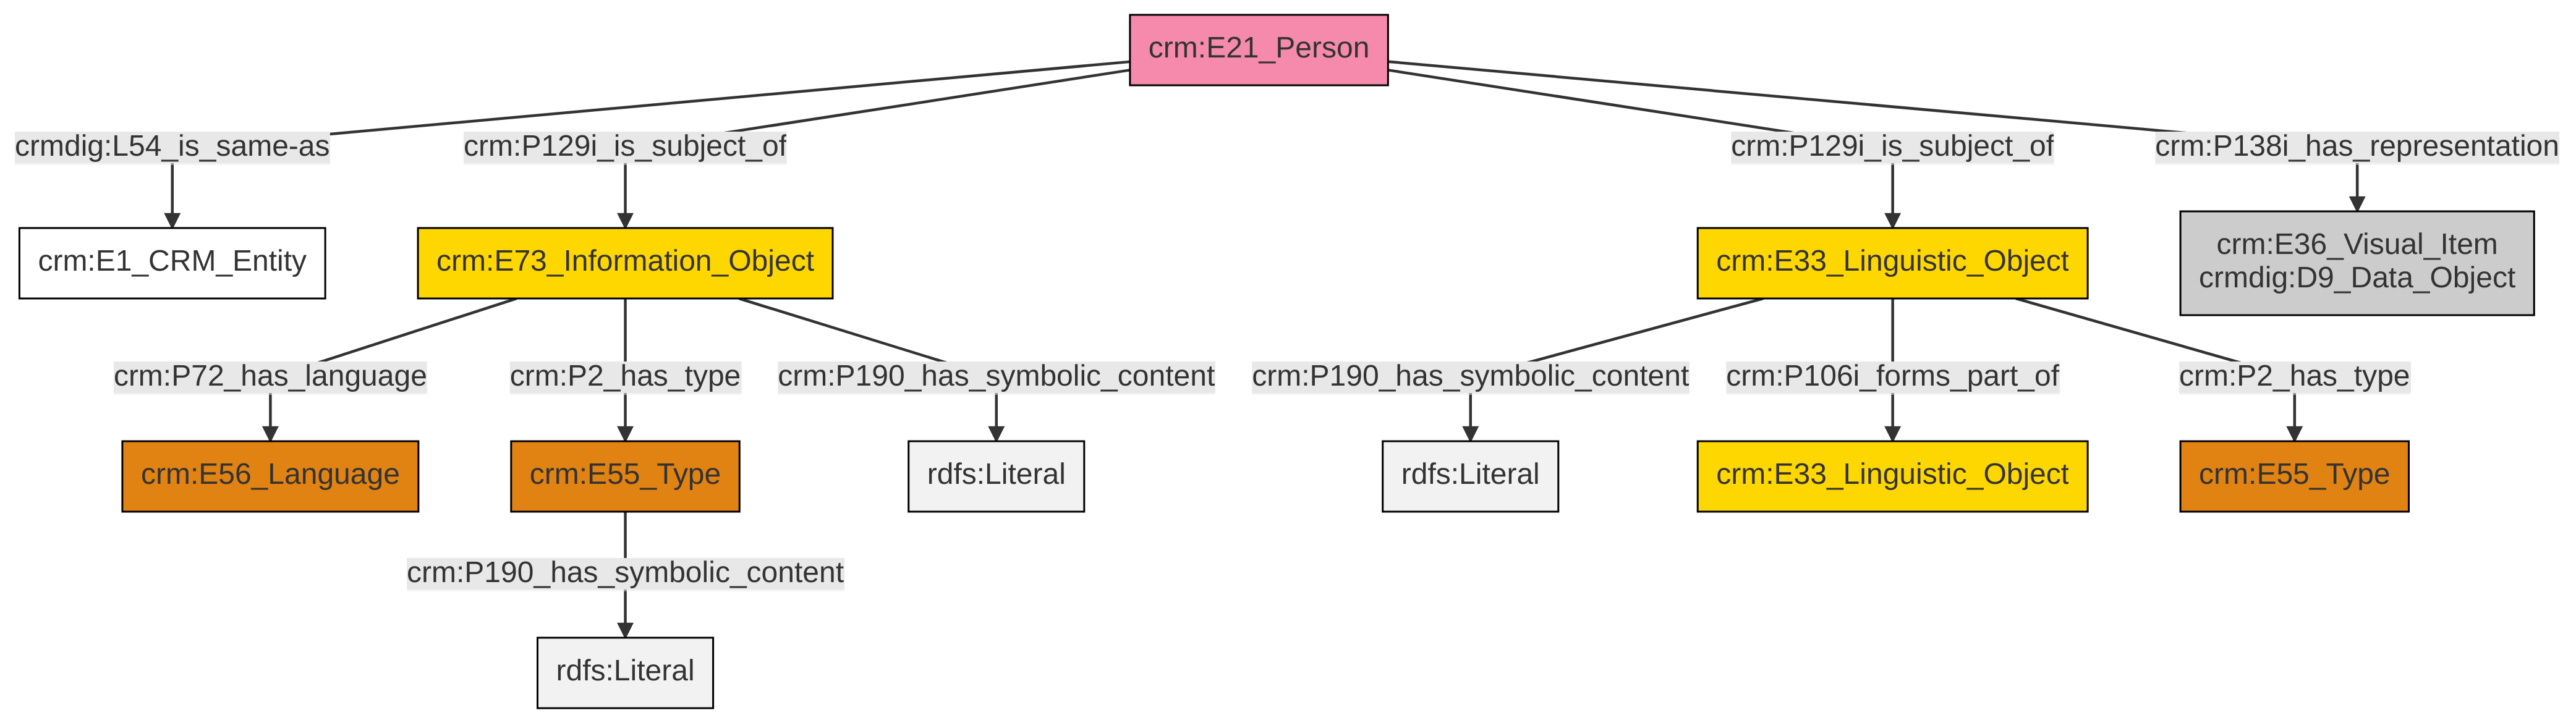 crm:E21_Person
crmdig:L54_is_same-as
crm:P129i_is_subject_of
crm:P129i_is_subject_of
crm:P138i_has_representation
crm:E1_CRM_Entity
crm:E73_Information_Object
crm:E33_Linguistic_Object
crm:E36_Visual_Item
crmdig:D9_Data_Object
crm:P72_has_language
crm:P2_has_type
crm:P190_has_symbolic_content
crm:P190_has_symbolic_content
crm:P106i_forms_part_of
crm:P2_has_type
crm:E56_Language
crm:E55_Type
rdfs:Literal
rdfs:Literal
crm:E33_Linguistic_Object
crm:E55_Type
crm:P190_has_symbolic_content
rdfs:Literal